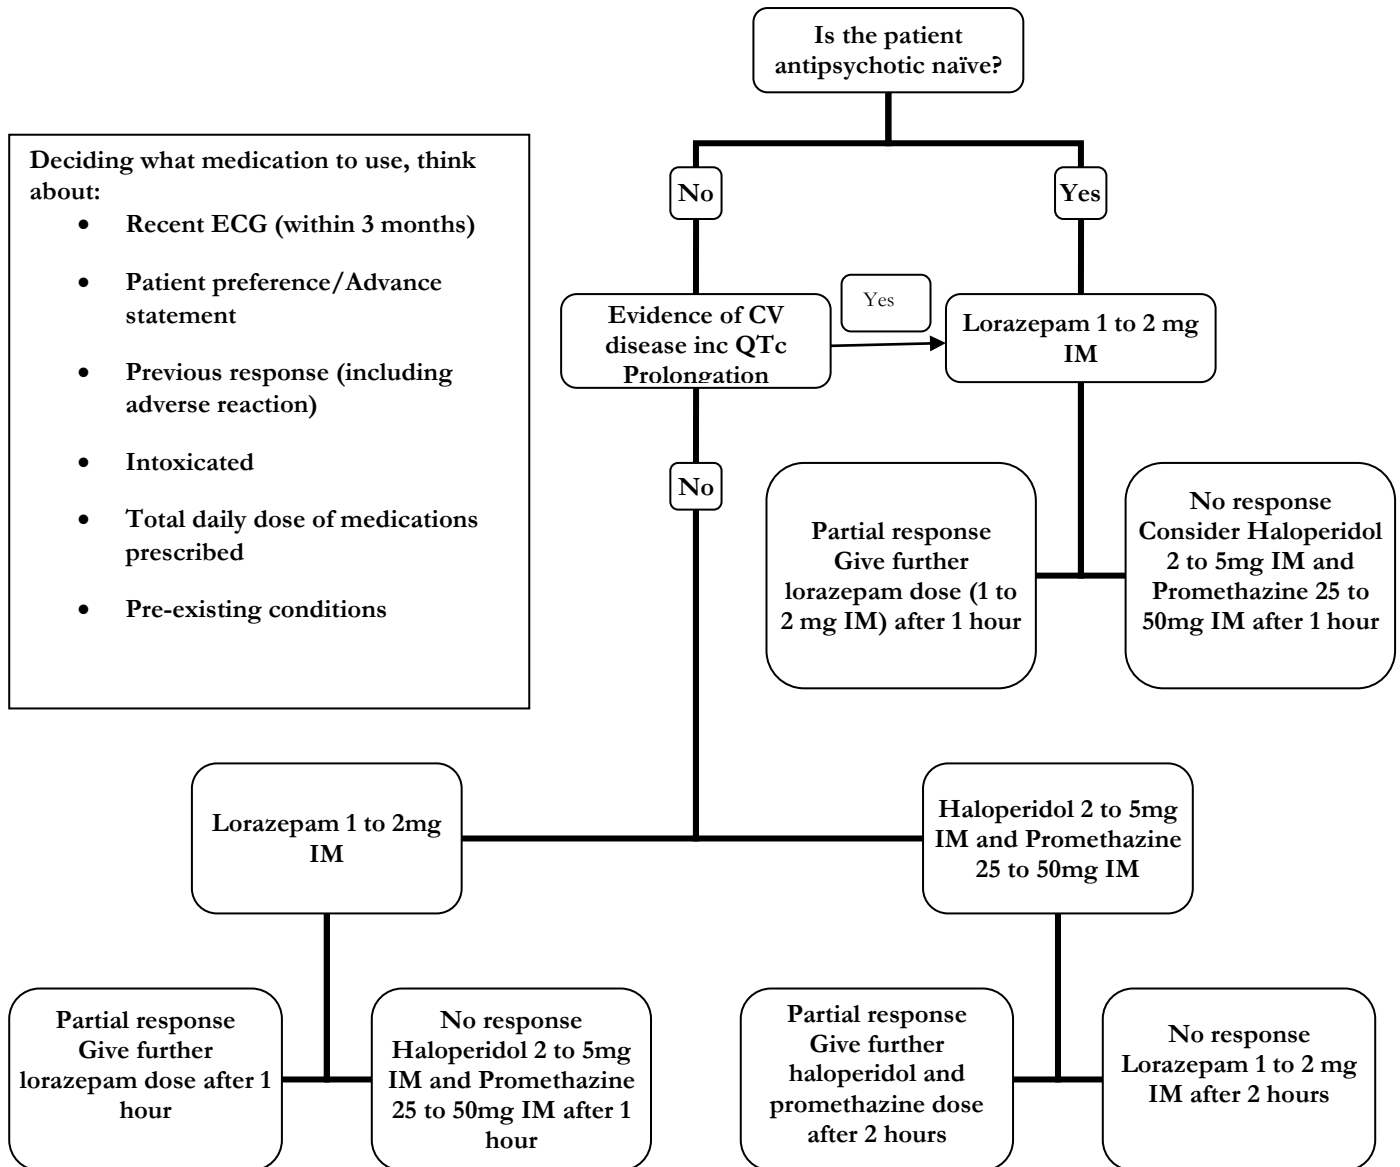 Is the patient
antipsychotic naïve?
Deciding what medication to use, think
about:
• Recent ECG (within 3 months)
• Patient preference/Advance
statement
• Previous response (including
adverse reaction)
• Intoxicated
• Total daily dose of medications
prescribed
• Pre-existing conditions
No
Yes
Evidence of CV
disease inc QTc
Prolongation
Yes
Lorazepam 1 to 2 mg
IM
No
Partial response
Give further
lorazepam dose (1 to
2 mg IM) after 1 hour
No response
Consider Haloperidol
2 to 5mg IM and
Promethazine 25 to
50mg IM after 1 hour
Lorazepam 1 to 2mg
IM
Haloperidol 2 to 5mg
IM and Promethazine
25 to 50mg IM
Partial response
Give further
lorazepam dose after 1
hour
No response
Haloperidol 2 to 5mg
IM and Promethazine
25 to 50mg IM after 1
hour
Partial response
Give further
haloperidol and
promethazine dose
after 2 hours
No response
Lorazepam 1 to 2 mg
IM after 2 hours